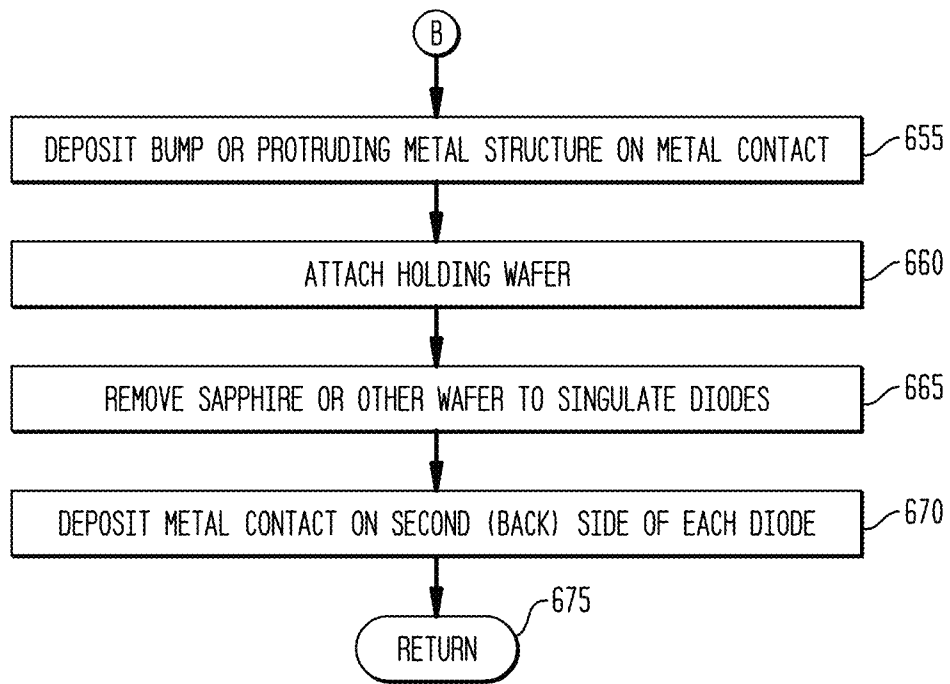 B
DEPOSIT BUMP OR PROTRUDING METAL STRUCTURE ON METAL CONTACT
655
ATTACH HOLDING WAFER
660
REMOVE SAPPHIRE OR OTHER WAFER TO SINGULATE DIODES
665
DEPOSIT METAL CONTACT ON SECOND (BACK) SIDE OF EACH DIODE
670
675
RETURN